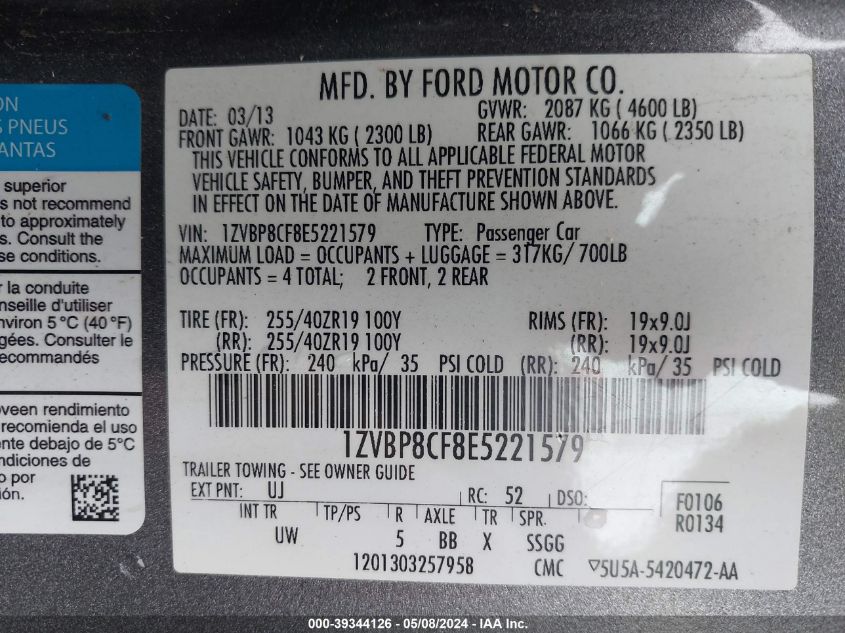 ON
S PNEUS
ANTAS
superior
s not recommend
to approximately
s. Consult the
se conditions.
r la conduite
nseille d'utiliser
nviron 5 °C (40 °F)
gées. Consulter le
ecommandés
oveen rendimiento
recomienda el uso
ente debajo de 5°C
ndiciones de
o por
ión.
MFD. BY FORD MOTOR CO.
DATE: 03/13 GVWR: 2087 KG ( 4600 LB)
FRONT GAWR: 1043 KG ( 2300 LB) REAR GAWR: 1066 KG ( 2350 LB)
THIS VEHICLE CONFORMS TO ALL APPLICABLE FEDERAL MOTOR
VEHICLE SAFETY, BUMPER, AND THEFT PREVENTION STANDARDS
IN EFFECT ON THE DATE OF MANUFACTURE SHOWN ABOVE.
VIN: 1ZVBP8CF8E5221579 TYPE: Passenger Car
MAXIMUM LOAD = OCCUPANTS + LUGGAGE = 317KG/ 700LB
OCCUPANTS = 4 TOTAL; 2 FRONT, 2 REAR
TIRE (FR): 255/40ZR19 100Y RIMS (FR): 19x9.0J
(RR): 255/40ZR19 100Y (RR): 19x9.0J
PRESSURE (FR): 240 kPa/ 35 PSI COLD (RR): 240 kPa/ 35 PSI COLD
1ZVBP8CF8E5221579
TRAILER TOWING - SEE OWNER GUIDE
EXT PNT: UJ RC: 52 DSO: F0106
INT TR TP/PS R AXLE TR SPR. R0134
UW 5 BB X SSGG
1201303257958 CMC ▽5U5A-5420472-AA
000-39344126 - 05/08/2024 - IAA Inc.